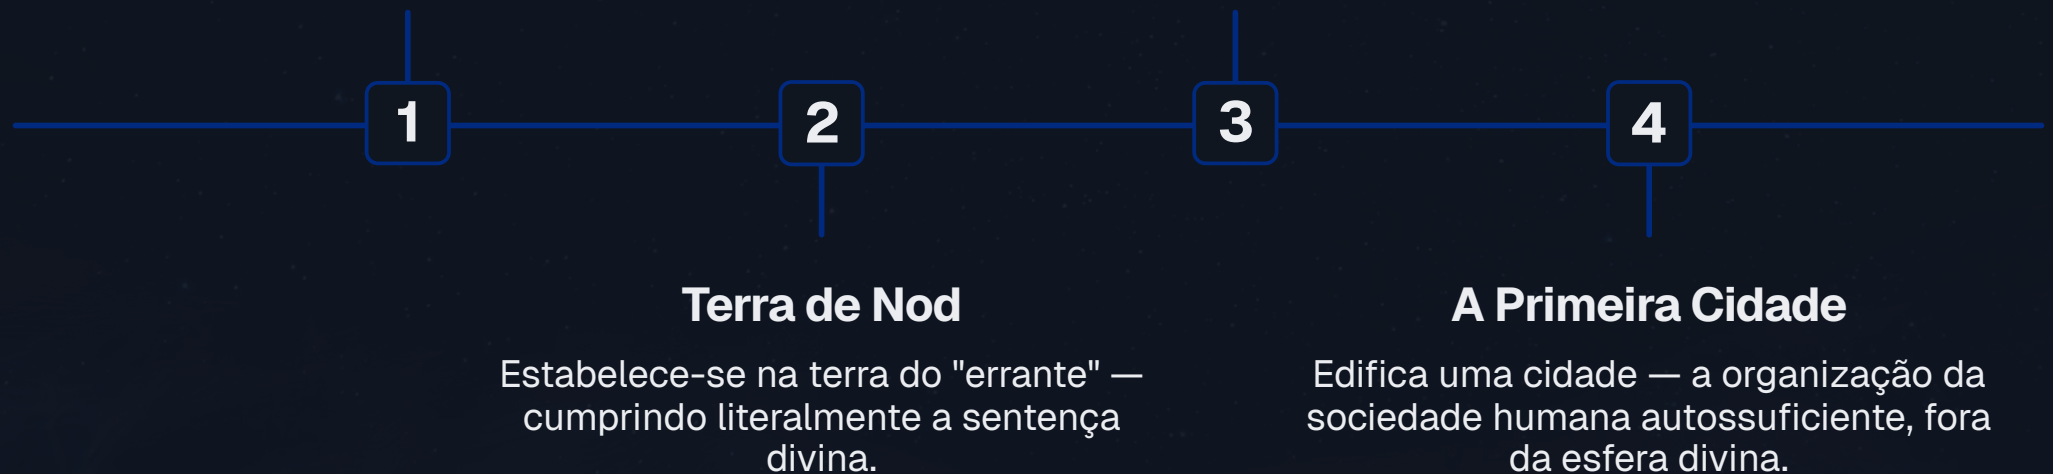 1
2
3
4
Terra de Nod
Estabelece-se na terra do "errante" —
cumprindo literalmente a sentença
divina.
A Primeira Cidade
Edifica uma cidade — a organização da
sociedade humana autossuficiente, fora
da esfera divina.